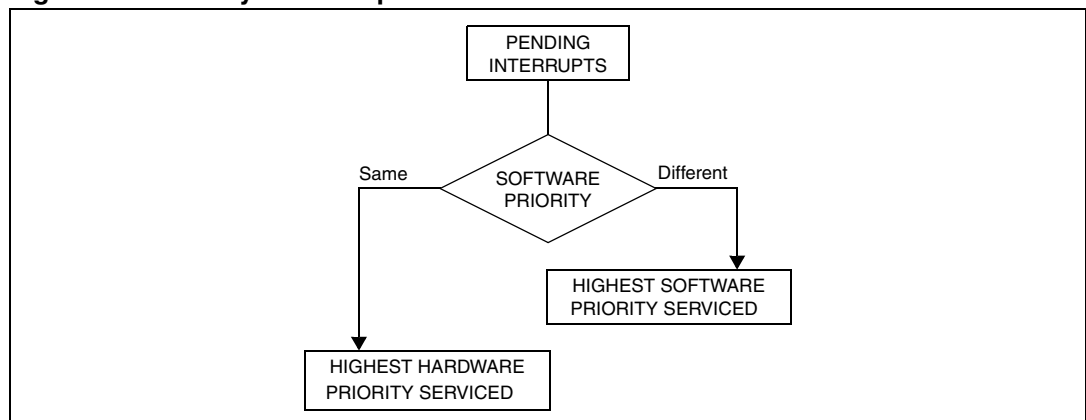 PENDING
INTERRUPTS
Same
SOFTWARE
PRIORITY
Different
HIGHEST SOFTWARE
PRIORITY SERVICED
HIGHEST HARDWARE
PRIORITY SERVICED